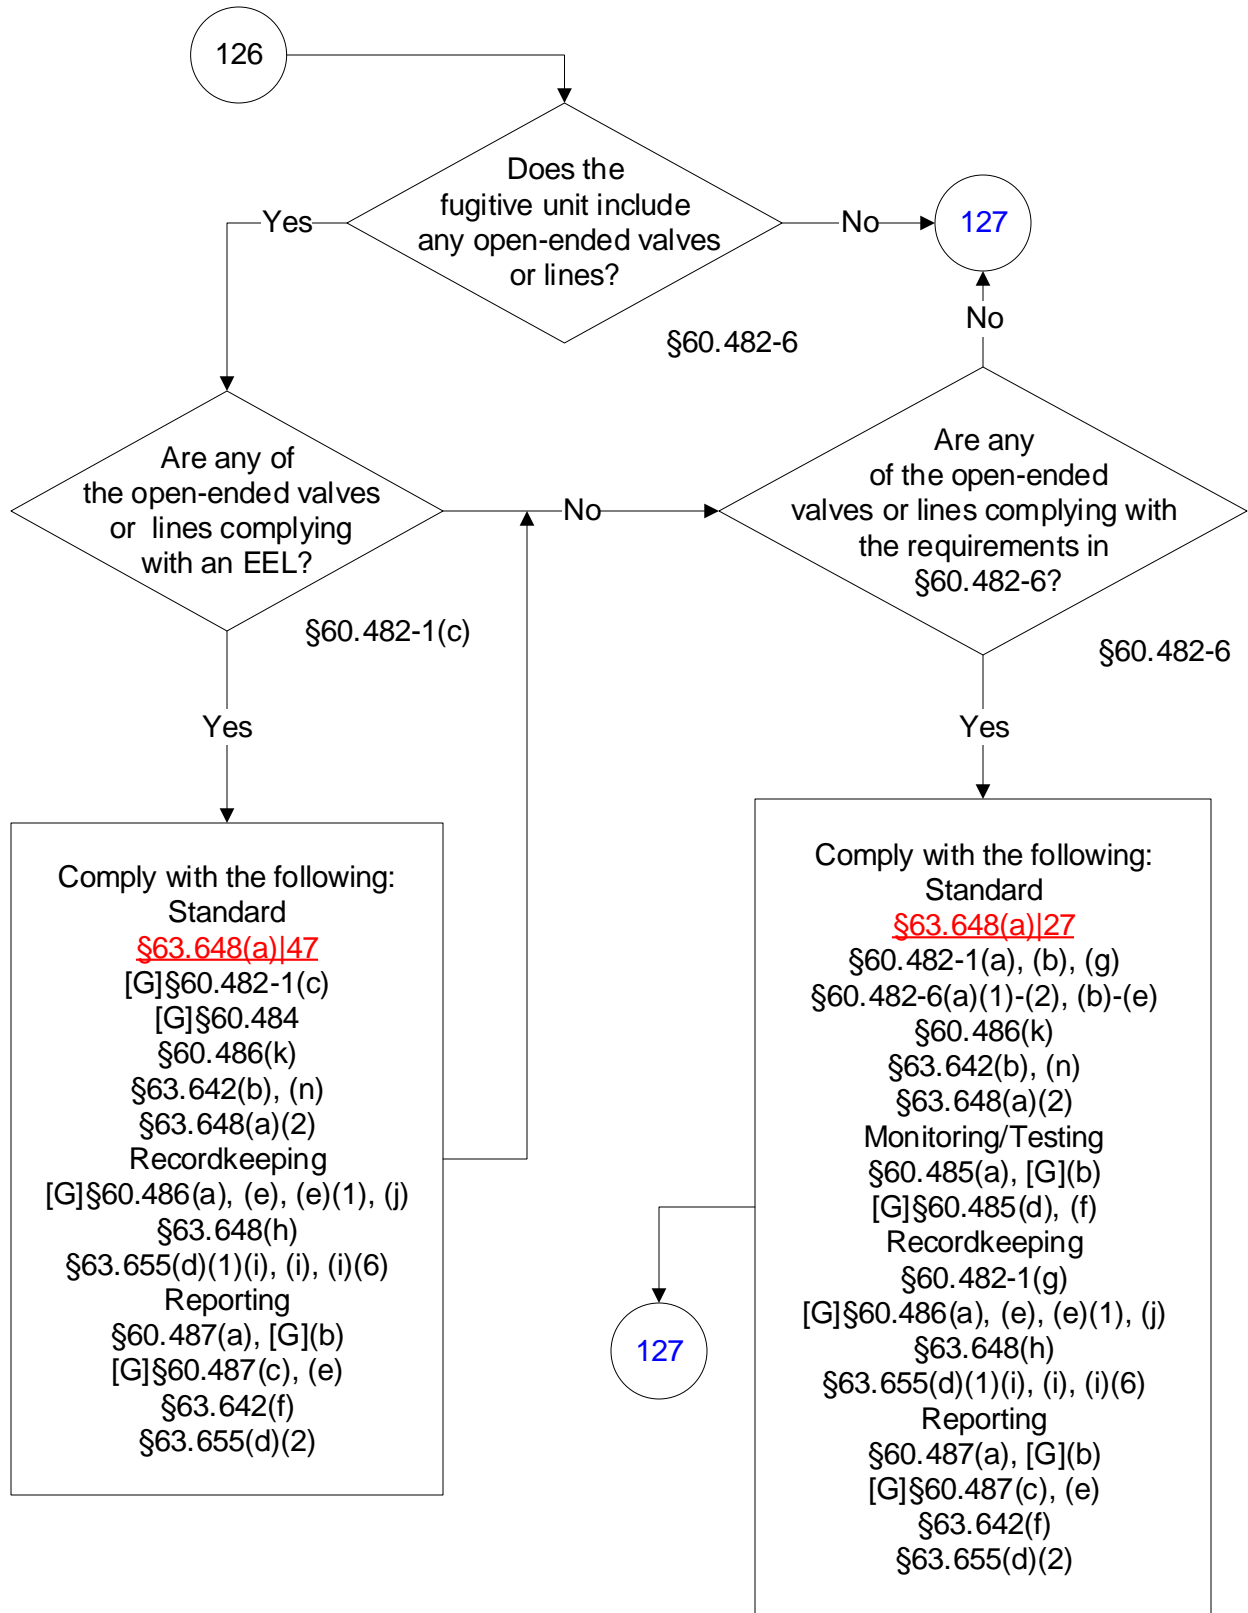 126
Does the
fugitive unit include
any open-ended valves
or lines?
Yes
No
127
§60.482-6
No
Are any of
the open-ended valves
or lines complying
with an EEL?
§60.482-1(c)
No
Are any
of the open-ended
valves or lines complying with
the requirements in
§60.482-6?
§60.482-6
Yes
Yes
Comply with the following:
Standard
§63.648(a)|47
[G]§60.482-1(c)
[G]§60.484
§60.486(k)
§63.642(b), (n)
§63.648(a)(2)
Recordkeeping
[G]§60.486(a), (e), (e)(1), (j)
§63.648(h)
§63.655(d)(1)(i), (i), (i)(6)
Reporting
§60.487(a), [G](b)
[G]§60.487(c), (e)
§63.642(f)
§63.655(d)(2)
Comply with the following:
Standard
§63.648(a)|27
§60.482-1(a), (b), (g)
§60.482-6(a)(1)-(2), (b)-(e)
§60.486(k)
§63.642(b), (n)
§63.648(a)(2)
Monitoring/Testing
§60.485(a), [G](b)
[G]§60.485(d), (f)
Recordkeeping
§60.482-1(g)
[G]§60.486(a), (e), (e)(1), (j)
§63.648(h)
§63.655(d)(1)(i), (i), (i)(6)
Reporting
§60.487(a), [G](b)
[G]§60.487(c), (e)
§63.642(f)
§63.655(d)(2)
127